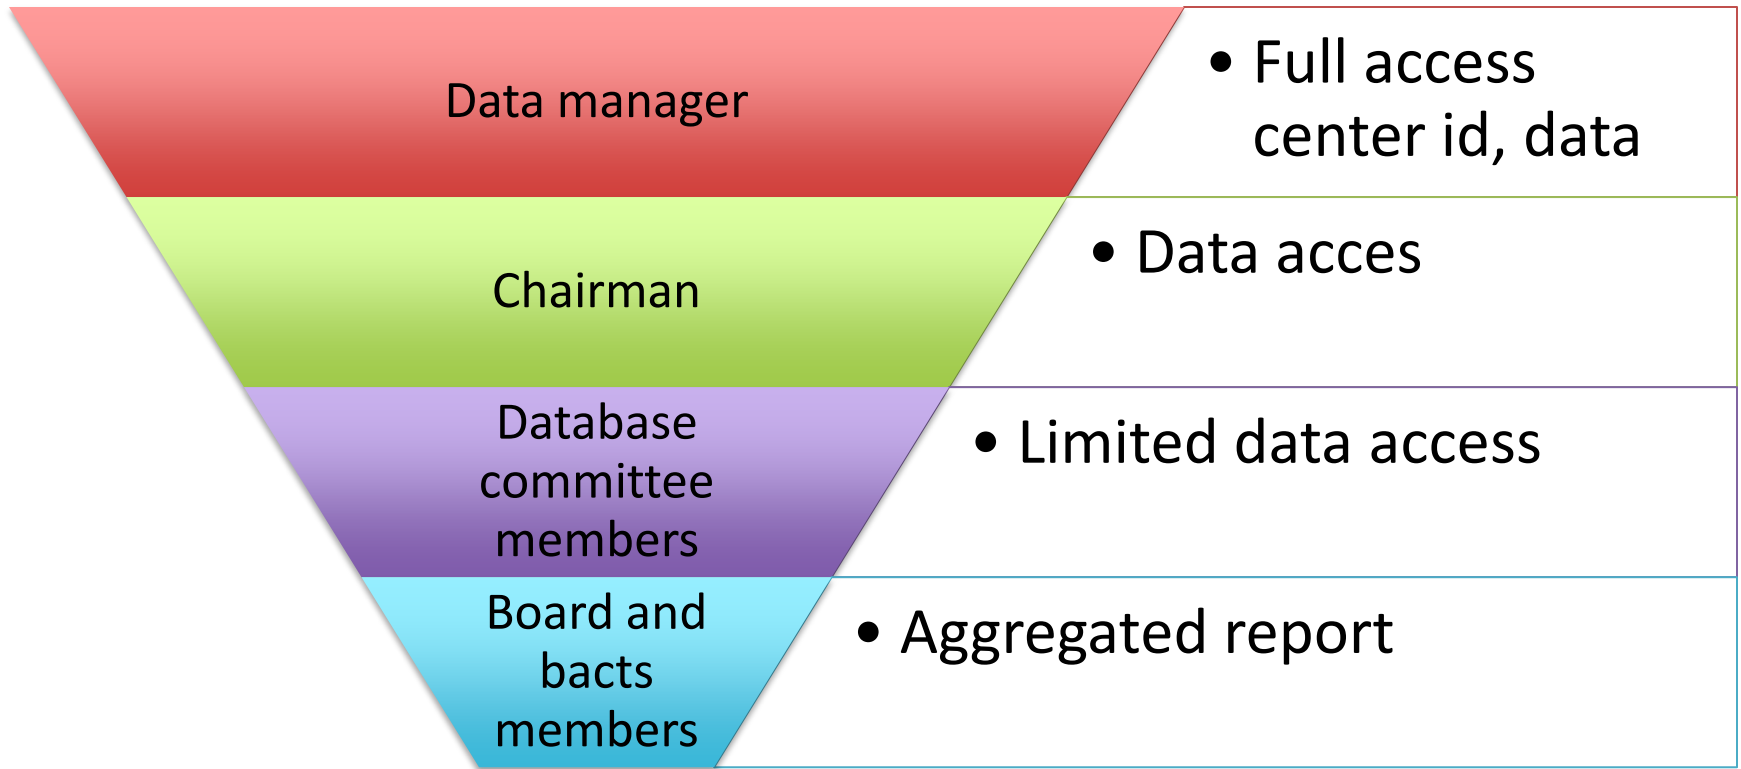 Data manager
• Full access
center id, data
Chairman
• Data acces
Database
committee
members
• Limited data access
Board and
bacts
members
• Aggregated report